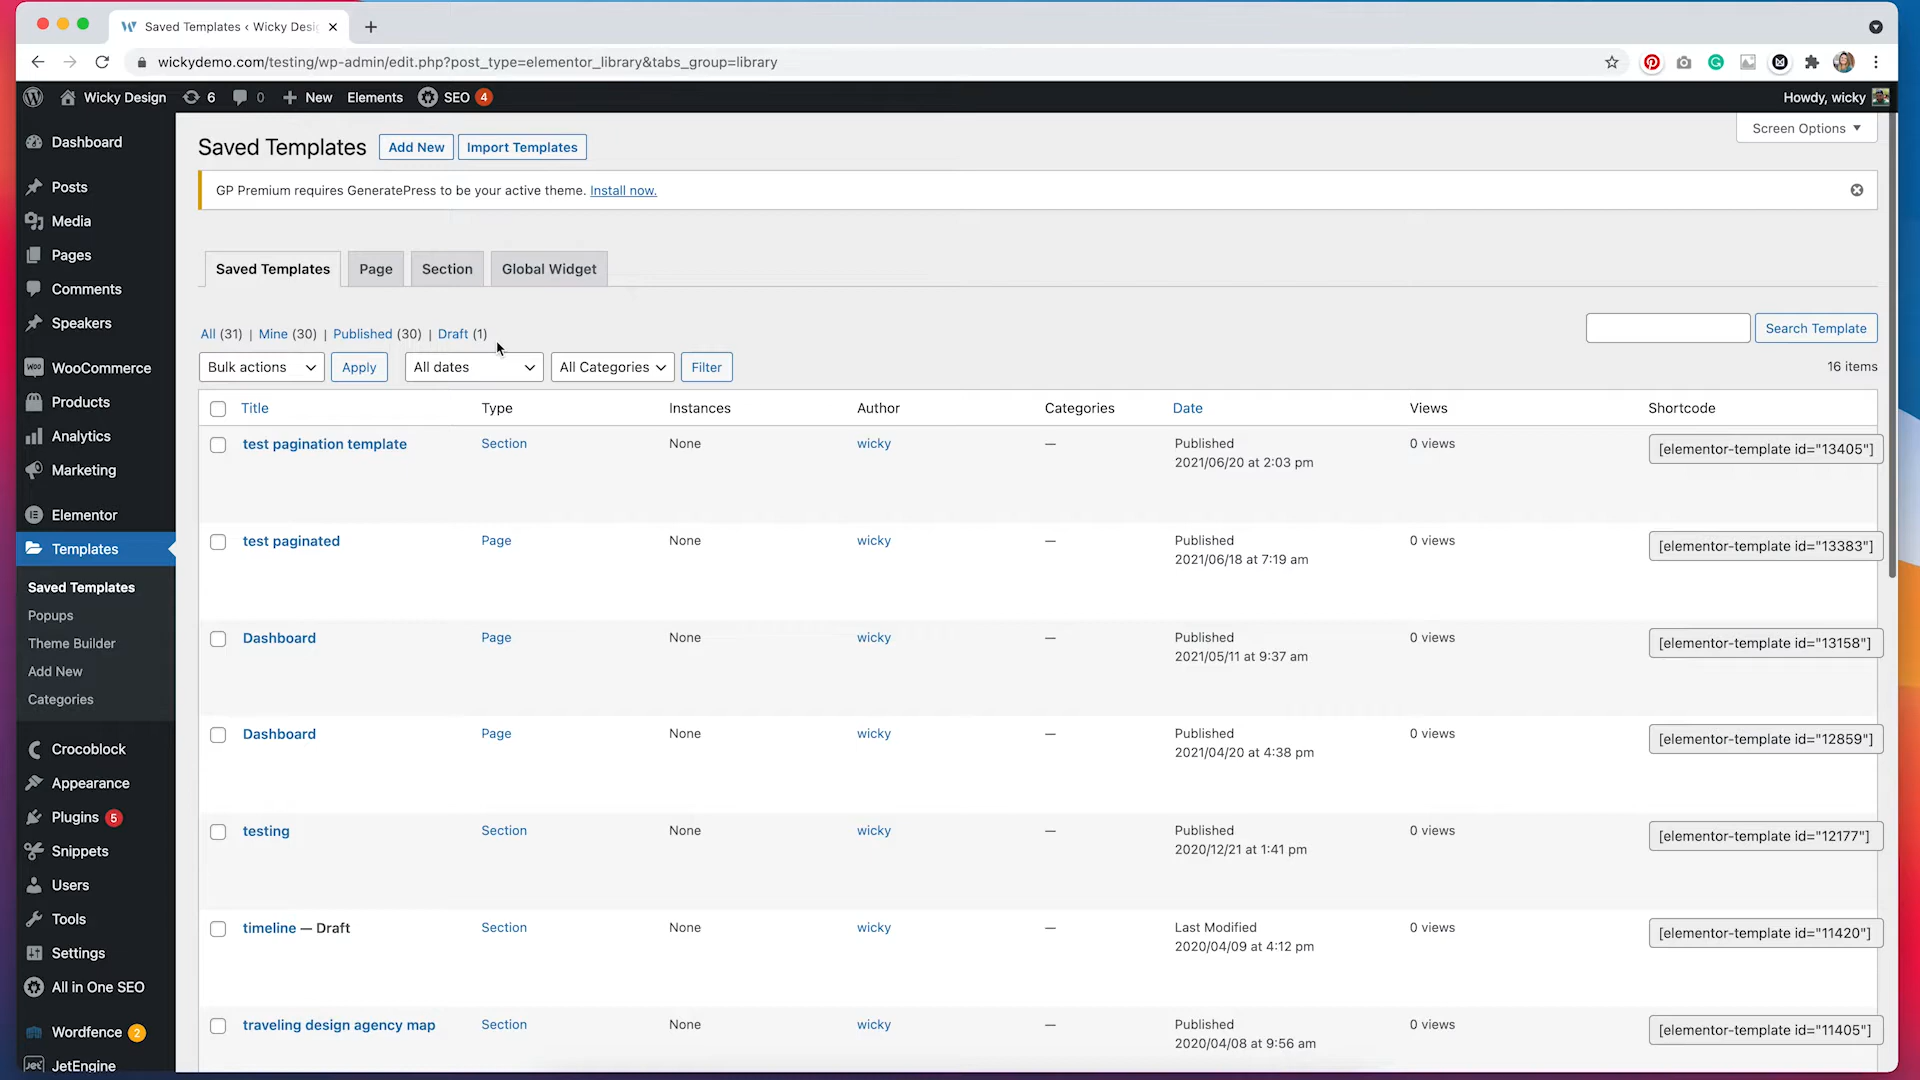 Saved Templates ‹ Wicky Desi
wickydemo.com/testing/wp-admin/edit.php?post_type=elementor_library&tabs_group=library
Wicky Design
6
0
New
Elements
SEO 4
Howdy, wicky
Dashboard
Posts
Media
Pages
Comments
Speakers
WooCommerce
Products
Analytics
Marketing
Elementor
Templates
Saved Templates
Popups
Theme Builder
Add New
Categories
Crocoblock
Appearance
Plugins 5
Snippets
Users
Tools
Settings
All in One SEO
Wordfence 2
JetEngine
Saved Templates Add New Import Templates
Screen Options
GP Premium requires GeneratePress to be your active theme. Install now.
Saved Templates Page Section Global Widget
All (31) | Mine (30) | Published (30) | Draft (1)
Search Template
Bulk actions Apply All dates All Categories Filter
16 items
Title Type Instances Author Categories Date Views Shortcode
test pagination template Section None wicky — Published 0 views [elementor-template id="13405"]
2021/06/20 at 2:03 pm
test paginated Page None wicky — Published 0 views [elementor-template id="13383"]
2021/06/18 at 7:19 am
Dashboard Page None wicky — Published 0 views [elementor-template id="13158"]
2021/05/11 at 9:37 am
Dashboard Page None wicky — Published 0 views [elementor-template id="12859"]
2021/04/20 at 4:38 pm
testing Section None wicky — Published 0 views [elementor-template id="12177"]
2020/12/21 at 1:41 pm
timeline — Draft Section None wicky — Last Modified 0 views [elementor-template id="11420"]
2020/04/09 at 4:12 pm
traveling design agency map Section None wicky — Published 0 views [elementor-template id="11405"]
2020/04/08 at 9:56 am